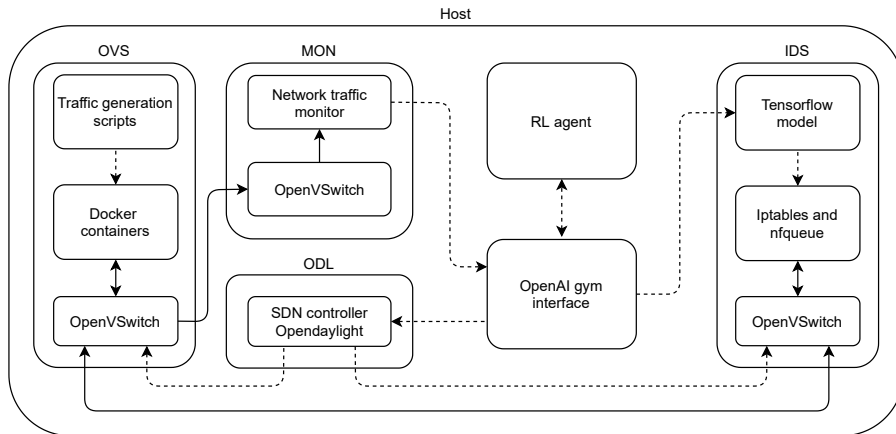 Host
OVS
Traffic generation
scripts
Docker
containers
OpenVSwitch
MON
Network traffic
monitor
OpenVSwitch
ODL
SDN controller
Opendaylight
RL agent
OpenAI gym
interface
IDS
Tensorflow
model
Iptables and
nfqueue
OpenVSwitch